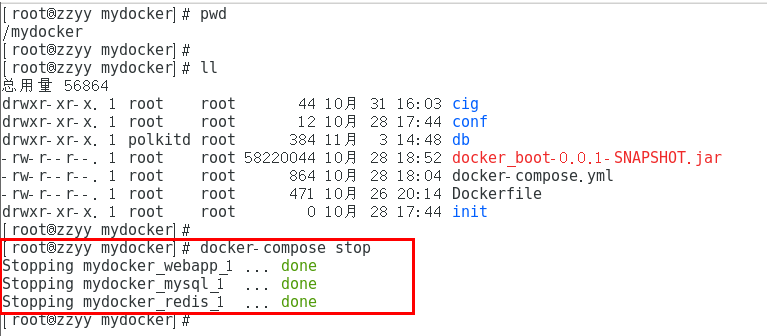 [root@zzyy mydocker]# pwd
/mydocker
[root@zzyy mydocker]#
[root@zzyy mydocker]# ll
总用量 56864
drwxr-xr-x. 1 root    root          44 10月  31 16:03 cig
drwxr-xr-x. 1 root    root          12 10月  28 17:44 conf
drwxr-xr-x. 1 polkitd root         384 11月   3 14:48 db
-rw-r--r--. 1 root    root    58220044 10月  28 18:52 docker_boot-0.0.1-SNAPSHOT.jar
-rw-r--r--. 1 root    root         864 10月  28 18:04 docker-compose.yml
-rw-r--r--. 1 root    root         471 10月  26 20:14 Dockerfile
drwxr-xr-x. 1 root    root           0 10月  28 17:44 init
[root@zzyy mydocker]#
[root@zzyy mydocker]# docker-compose stop
Stopping mydocker_webapp_1 ... done
Stopping mydocker_mysql_1  ... done
Stopping mydocker_redis_1  ... done
[root@zzyy mydocker]#